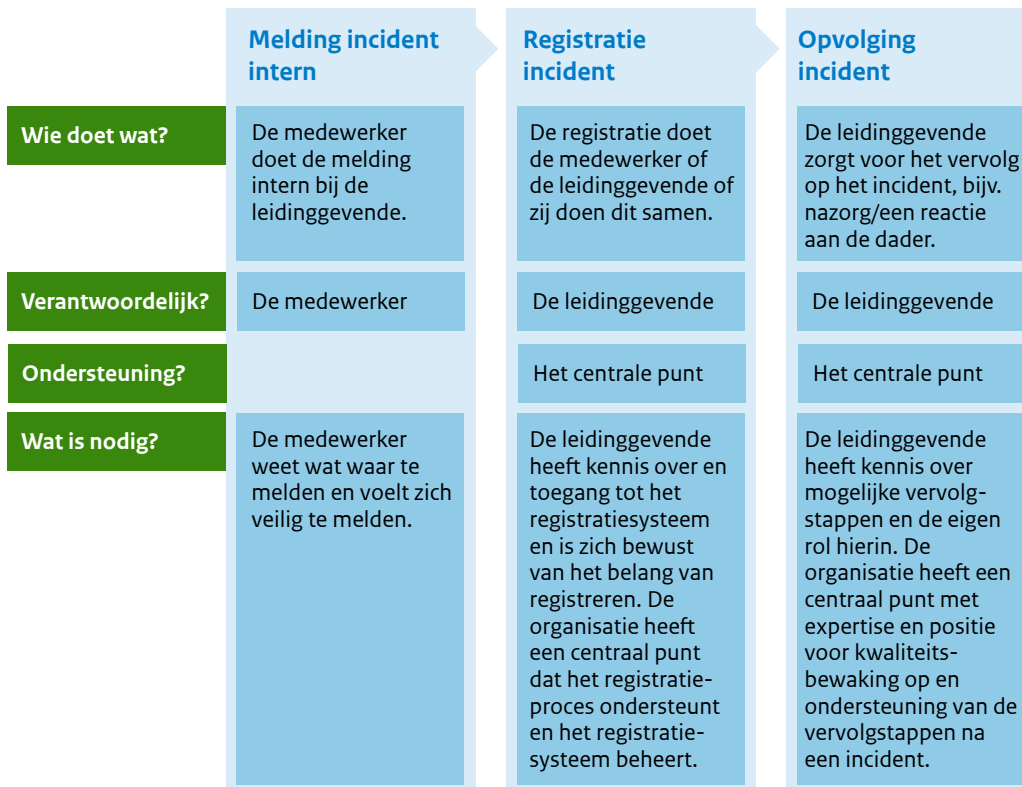 Melding incident
intern
Registratie
incident
Opvolging
incident
Wie doet wat?
De medewerker
doet de melding
intern bij de
leidinggevende.
De registratie doet
de medewerker of
de leidinggevende of
zij doen dit samen.
De leidinggevende
zorgt voor het vervolg
op het incident, bijv.
nazorg/een reactie
aan de dader.
Verantwoordelijk?
De medewerker
De leidinggevende
De leidinggevende
Ondersteuning?
Het centrale punt
Het centrale punt
Wat is nodig?
De medewerker
weet wat waar te
melden en voelt zich
veilig te melden.
De leidinggevende
heeft kennis over en
toegang tot het
registratiesysteem
en is zich bewust
van het belang van
registreren. De
organisatie heeft
een centraal punt
dat het registratie-
proces ondersteunt
en het registratie-
systeem beheert.
De leidinggevende
heeft kennis over
mogelijke vervolg-
stappen en de eigen
rol hierin. De
organisatie heeft een
centraal punt met
expertise en positie
voor kwaliteits-
bewaking op en
ondersteuning van de
vervolgstappen na
een incident.